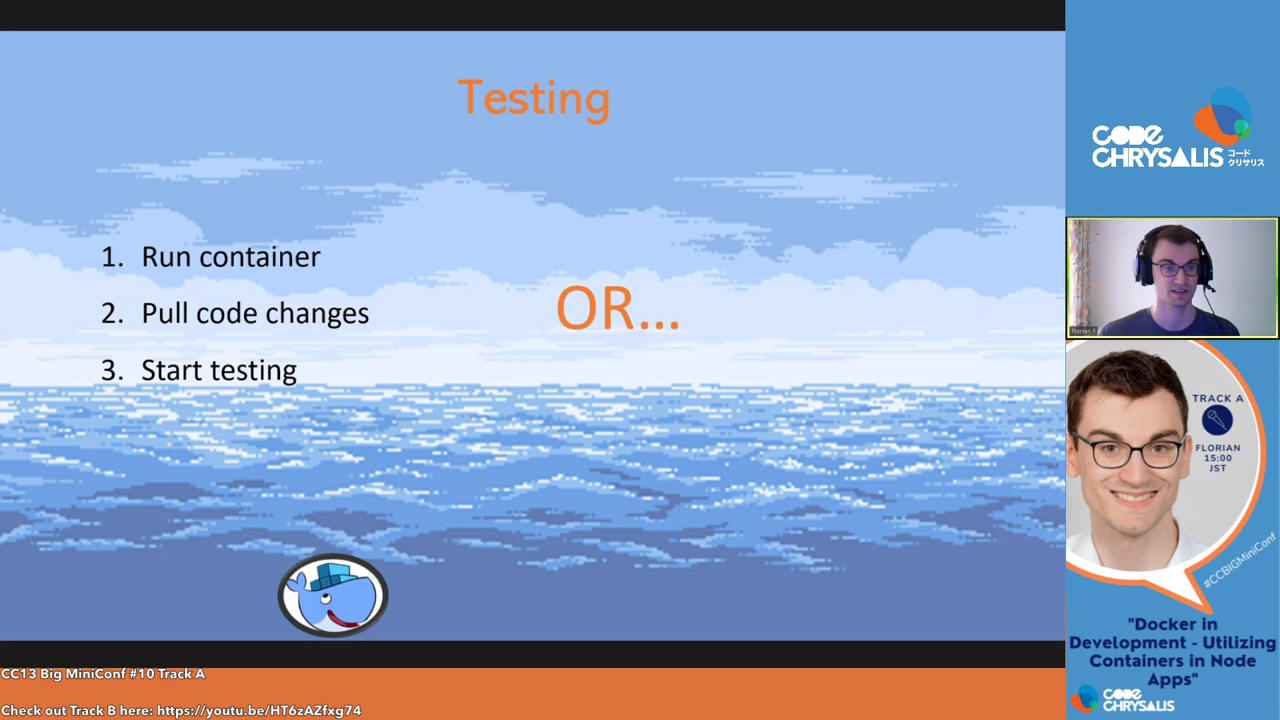 Testing
1. Run container
2. Pull code changes
3. Start testing
OR...
CODE
CHRYSALIS
コード
クリサリス
Florian F
TRACK A
FLORIAN
15:00
JST
#CCBIGMiniConf
"Docker in
Development - Utilizing
Containers in Node
Apps"
CODE
CHRYSALIS
CC13 Big MiniConf #10 Track A
Check out Track B here: https://youtu.be/HT6zAZfxg74